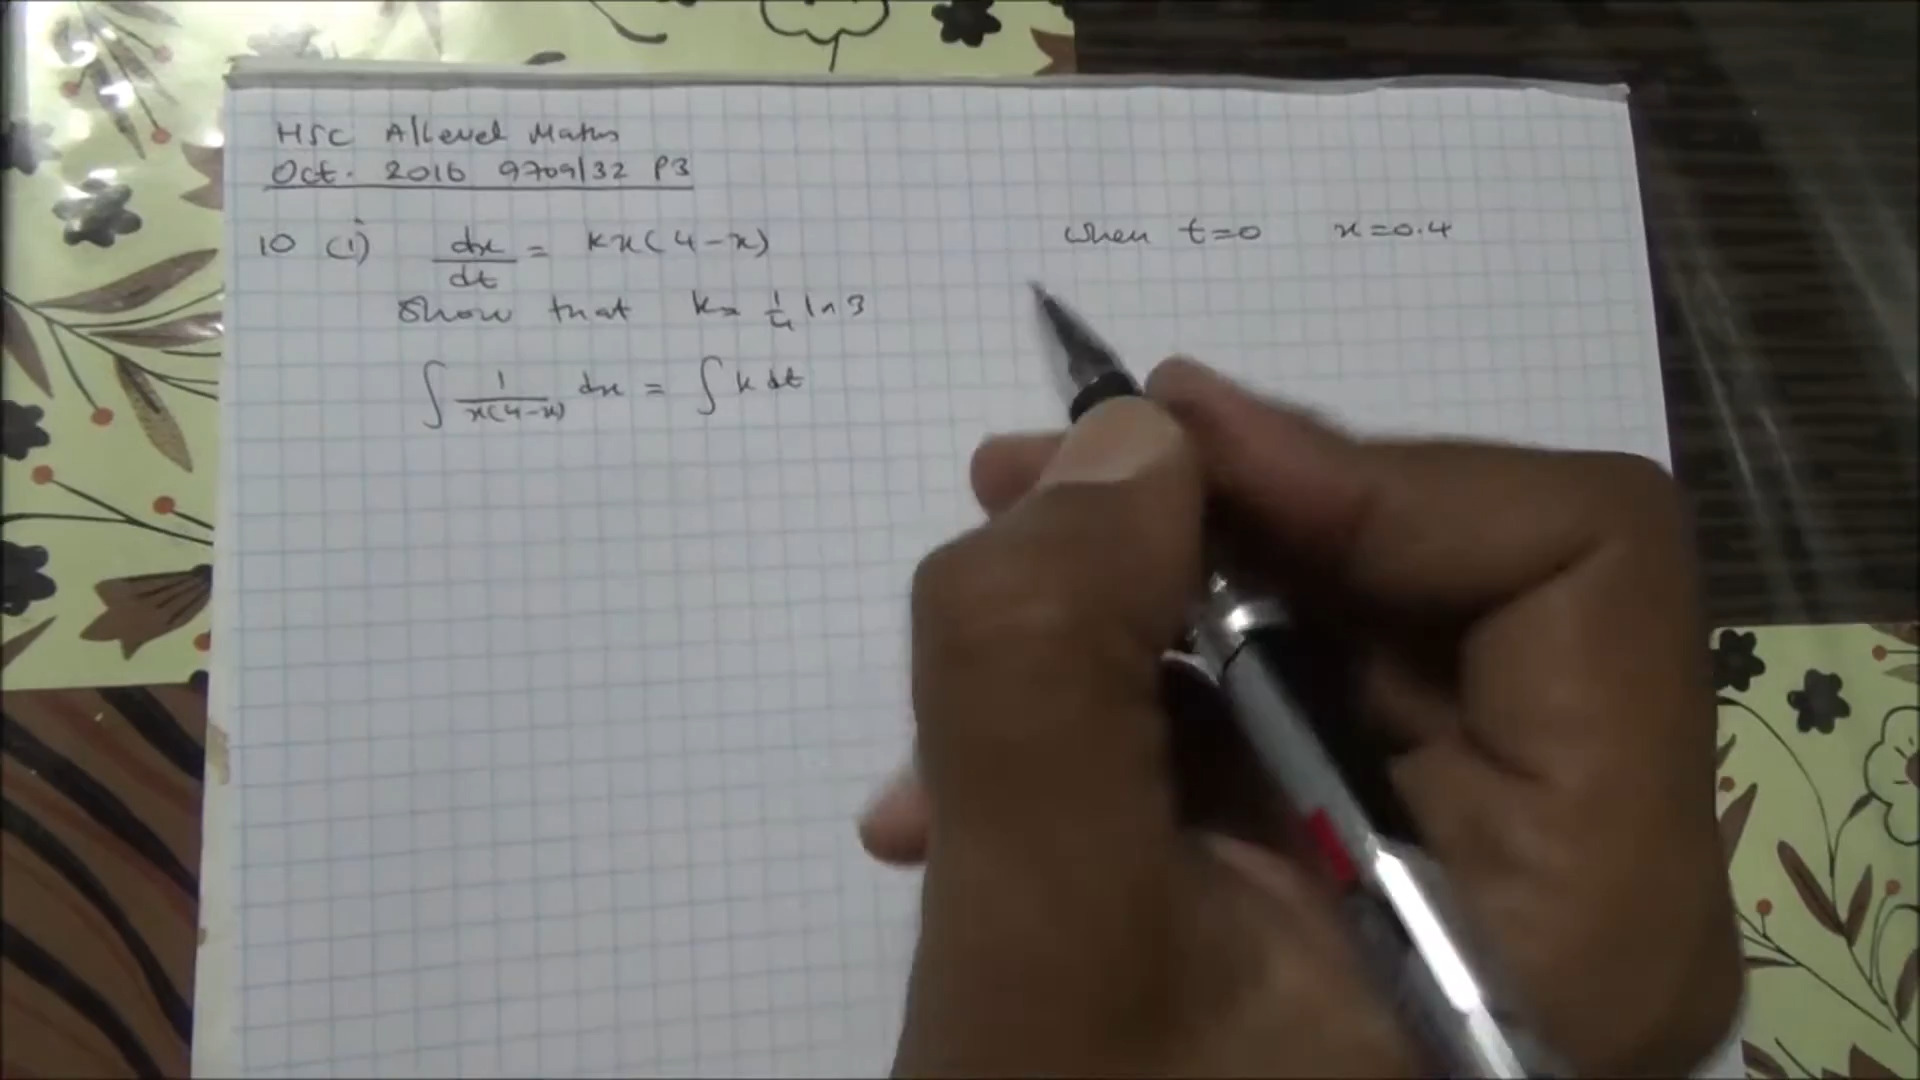 HSC A/Level Maths
Oct. 2016 9709/32 P3
10 (i) dx/dt = kx(4-x)
when t=0 x=0.4
Show that k= 1/4 ln 3
∫ 1/x(4-x) dx = ∫ k dt